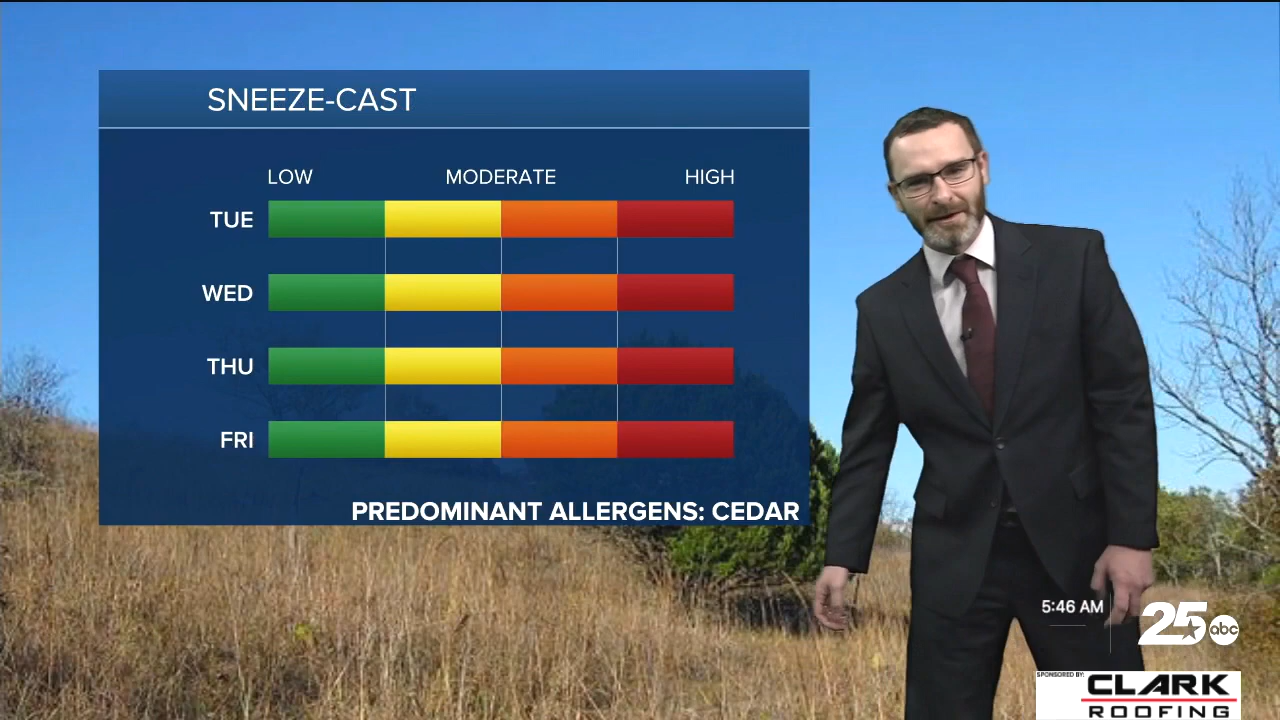 SNEEZE-CAST
LOW MODERATE HIGH
TUE
WED
THU
FRI
PREDOMINANT ALLERGENS: CEDAR
5:46 AM
25 abc
SPONSORED BY:
CLARK
ROOFING